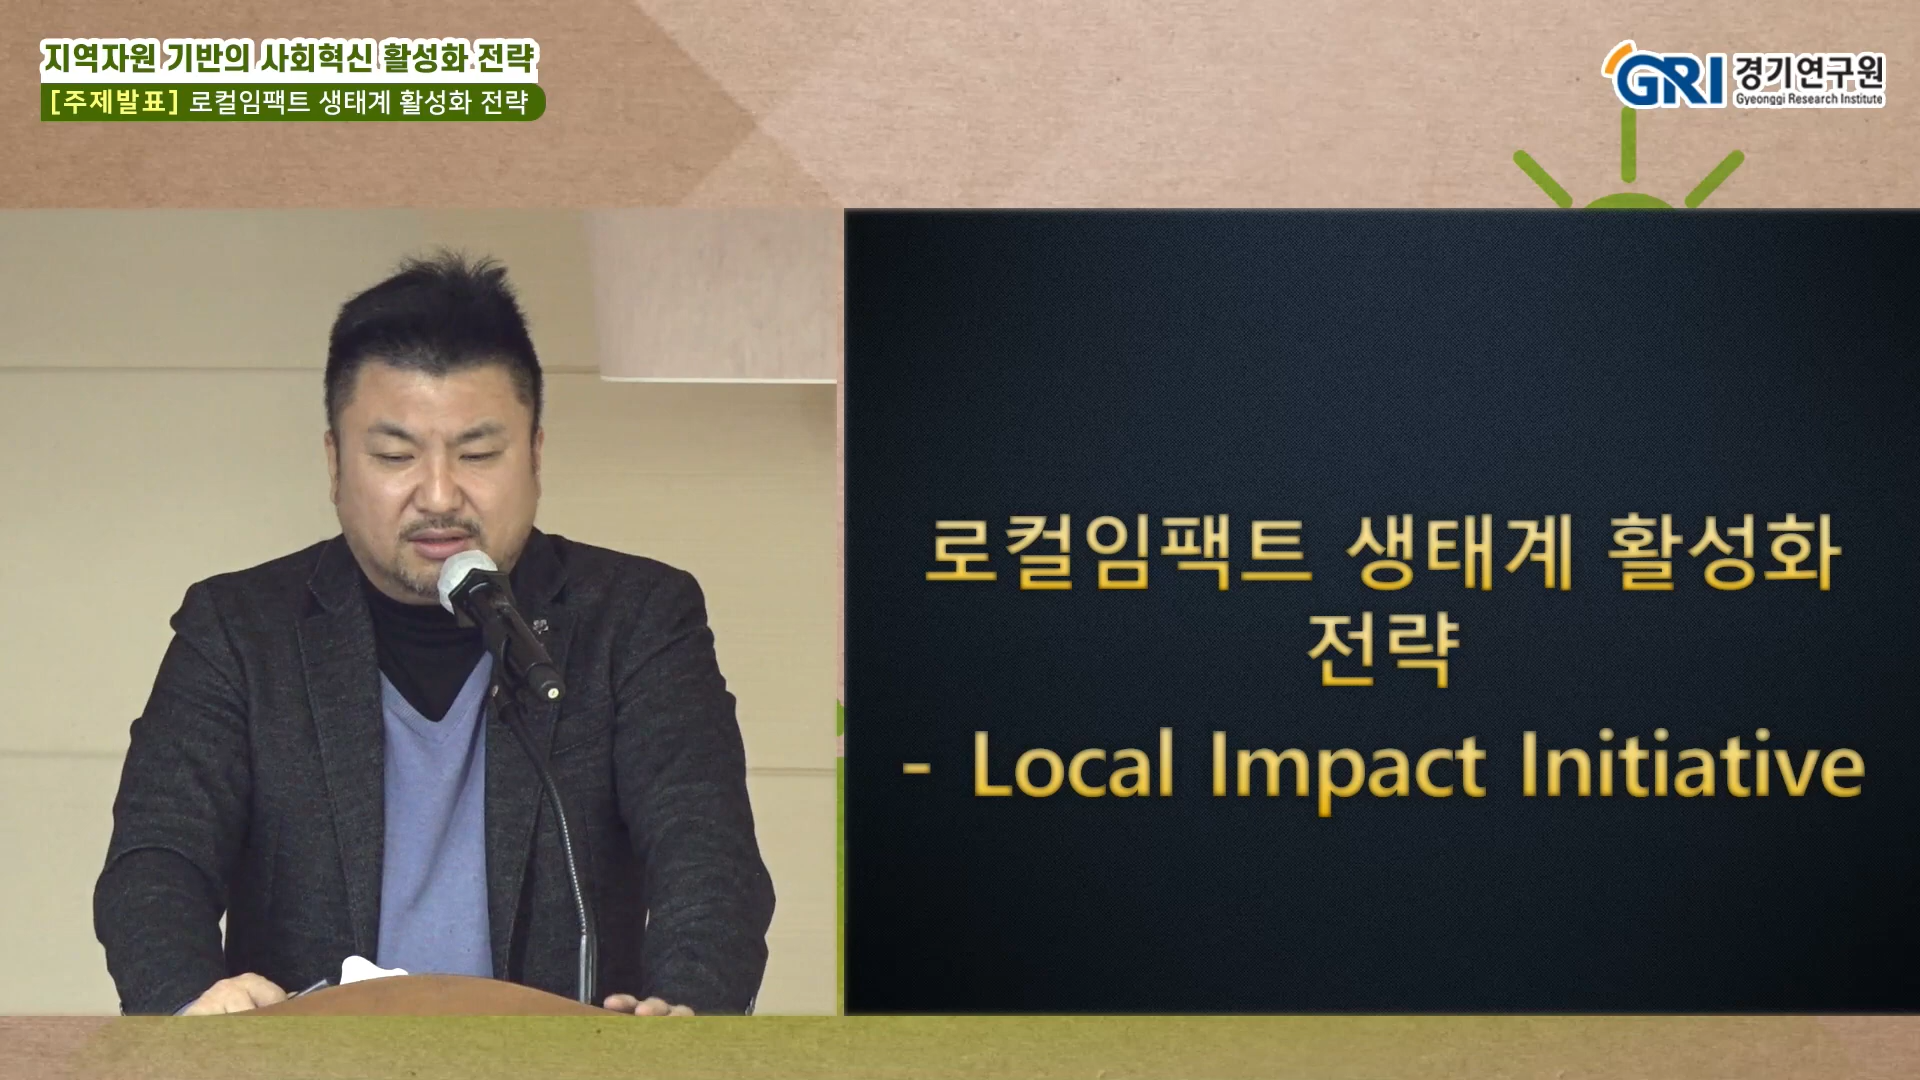 지역자원 기반의 사회혁신 활성화 전략
[주제발표] 로컬임팩트 생태계 활성화 전략
GRI 경기연구원
Gyeonggi Research Institute
로컬임팩트 생태계 활성화
전략
- Local Impact Initiative